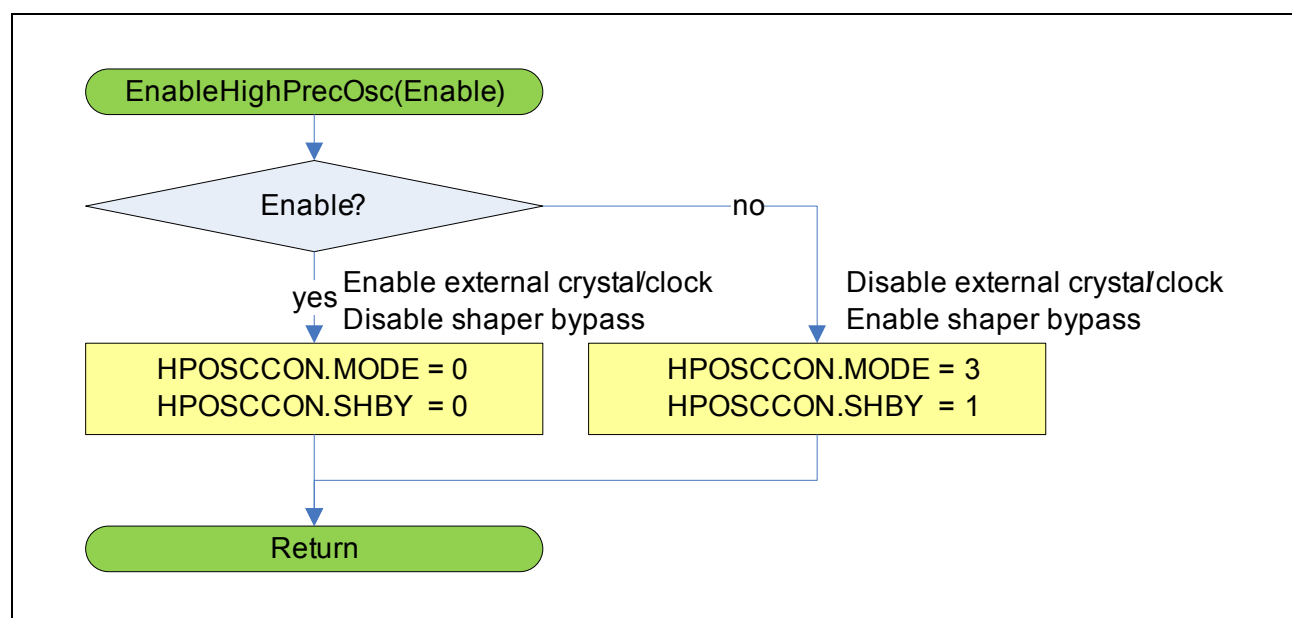 EnableHighPrecOsc(Enable)
Enable?
no
yes
Enable external crystal/clock
Disable shaper bypass
Disable external crystal/clock
Enable shaper bypass
HPOSCCON.MODE = 0
HPOSCCON.SHBY = 0
HPOSCCON.MODE = 3
HPOSCCON.SHBY = 1
Return